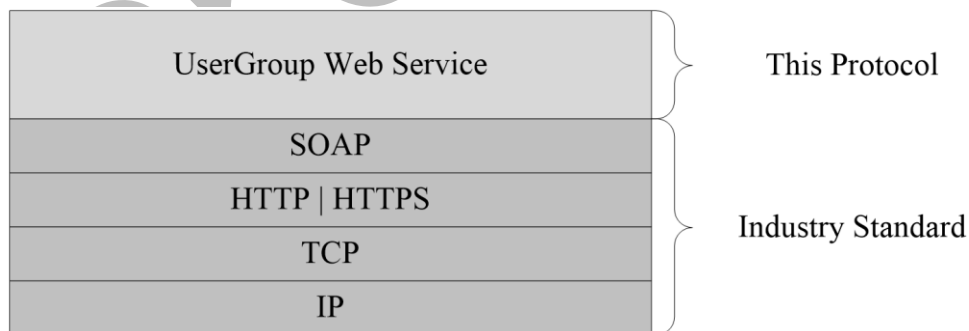 UserGroup Web Service
This Protocol
SOAP
HTTP | HTTPS
Industry Standard
TCP
IP